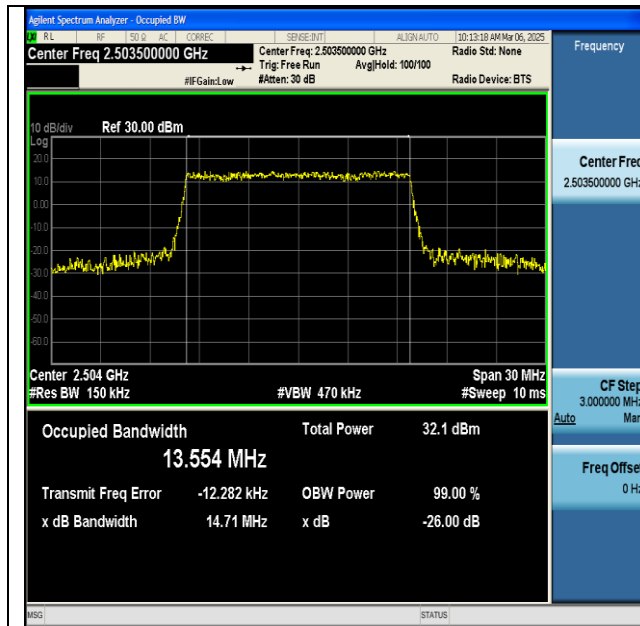 Agilent Spectrum Analyzer - Occupied BW
LXI RL RF 50 Ω AC CORREC SENSE:INT ALIGN AUTO 10:13:18 AM Mar 06, 2025
Center Freq 2.503500000 GHz Center Freq: 2.503500000 GHz Radio Std: None
Trig: Free Run Avg|Hold: 100/100
#IFGain:Low #Atten: 30 dB Radio Device: BTS
Frequency
10 dB/div Ref 30.00 dBm
Log
20.0
10.0
0.00
-10.0
-20.0
-30.0
-40.0
-50.0
-60.0
Center 2.504 GHz Span 30 MHz
#Res BW 150 kHz #VBW 470 kHz #Sweep 10 ms
Center Freq
2.503500000 GHz
CF Step
3.000000 MHz
Auto Man
Freq Offset
0 Hz
Occupied Bandwidth Total Power 32.1 dBm
13.554 MHz
Transmit Freq Error -12.282 kHz OBW Power 99.00 %
x dB Bandwidth 14.71 MHz x dB -26.00 dB
MSG STATUS